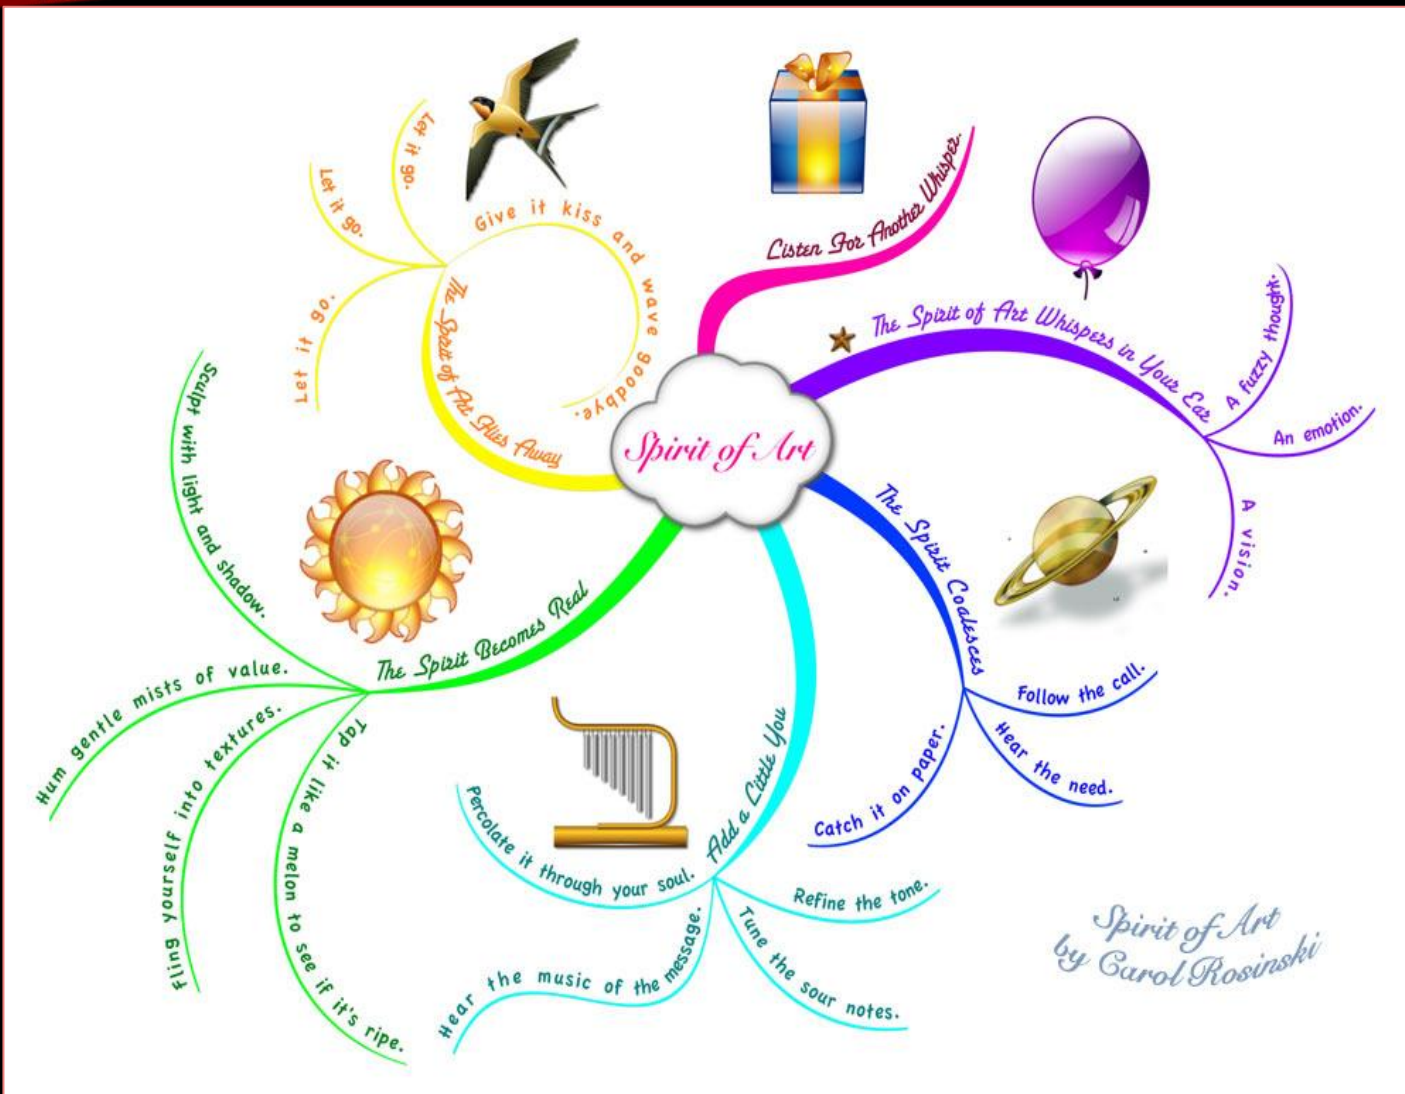 Spirit of Art
The Spirit of Art Whispers in Your Ear
A fuzzy thought.
An emotion.
A vision.
The Spirit Coalesces
Follow the call.
Hear the need.
Catch it on paper.
Add a Little You
Refine the tone.
Tune the sour notes.
Hear the music of the message.
Percolate it through your soul.
The Spirit Becomes Real
Tap it like a melon to see if it's ripe.
Fling yourself into textures.
Hum gentle mists of value.
Sculpt with light and shadow.
The Spirit of Art Flies Away
Let it go.
Let it go.
Let it go.
Give it kiss and wave goodbye.
Listen For Another Whisper.
Spirit of Art
by Carol Rosinski